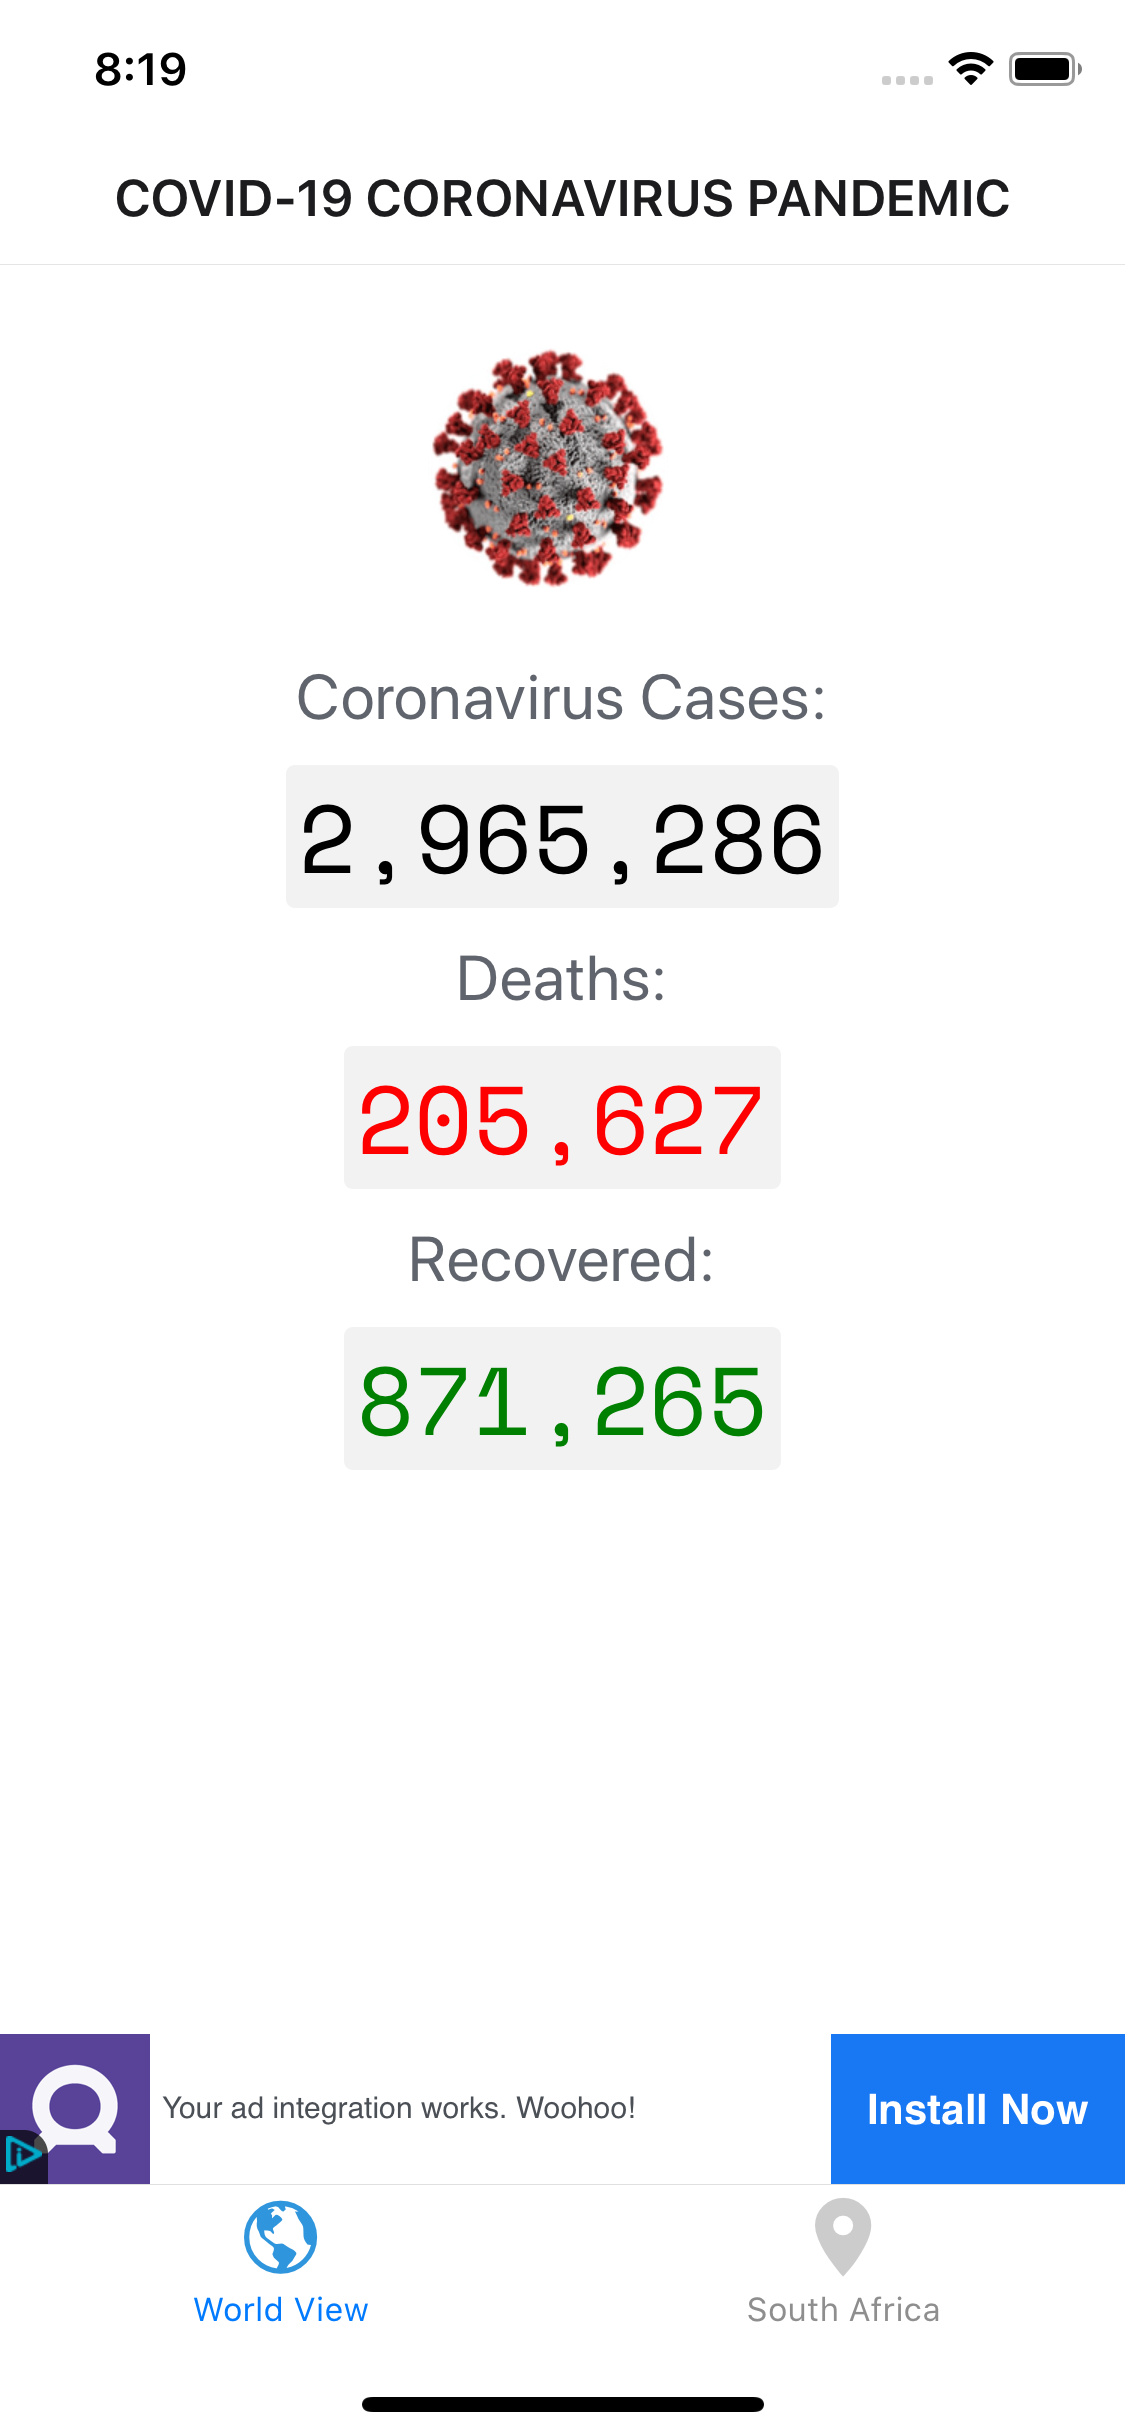 8:19
COVID-19 CORONAVIRUS PANDEMIC
Coronavirus Cases:
2,965,286
Deaths:
205,627
Recovered:
871,265
Your ad integration works. Woohoo!
Install Now
World View
South Africa